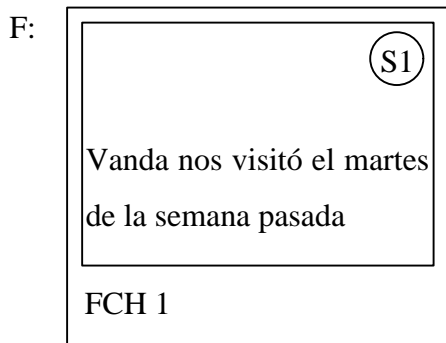 F:
S1
Vanda nos visitó el martes
de la semana pasada
FCH 1